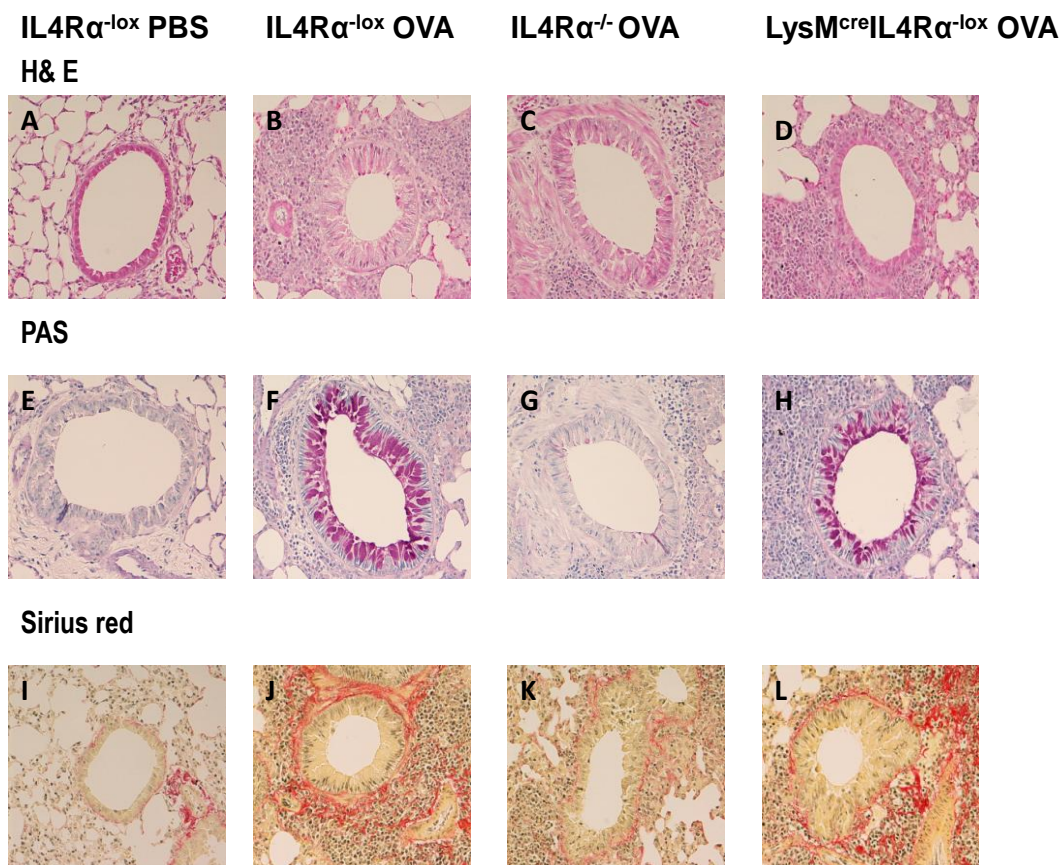 IL4Rα⁻ˡᵒˣ PBS IL4Rα⁻ˡᵒˣ OVA IL4Rα⁻/⁻ OVA LysMᶜʳᵉIL4Rα⁻ˡᵒˣ OVA
H& E
A B C D
PAS
E F G H
Sirius red
I J K L